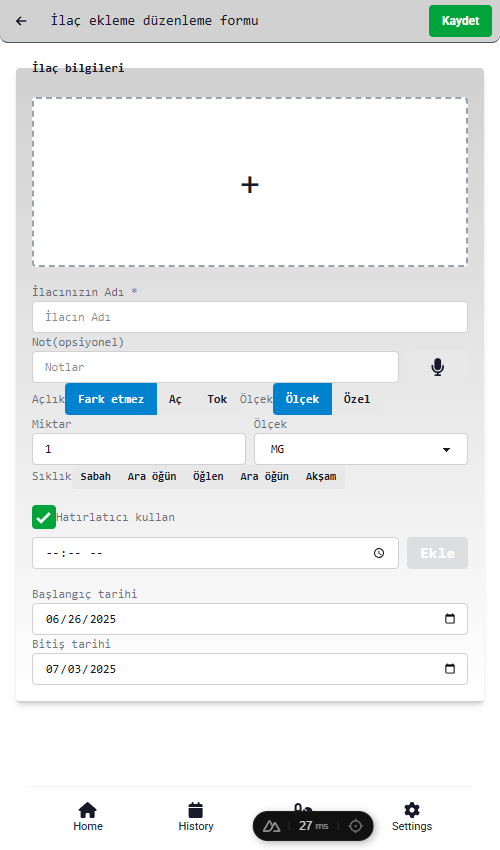 İlaç ekleme düzenleme formu
Kaydet
İlaç bilgileri
+
İlacınızın Adı *
İlacın Adı
Not(opsiyonel)
Notlar
Açlık Fark etmez Aç Tok Ölçek Ölçek Özel
Miktar Ölçek
1 MG
Sıklık Sabah Ara öğün Öğlen Ara öğün Akşam
Hatırlatıcı kullan
--:-- -- Ekle
Başlangıç tarihi
06/26/2025
Bitiş tarihi
07/03/2025
27 ms
Home History Settings